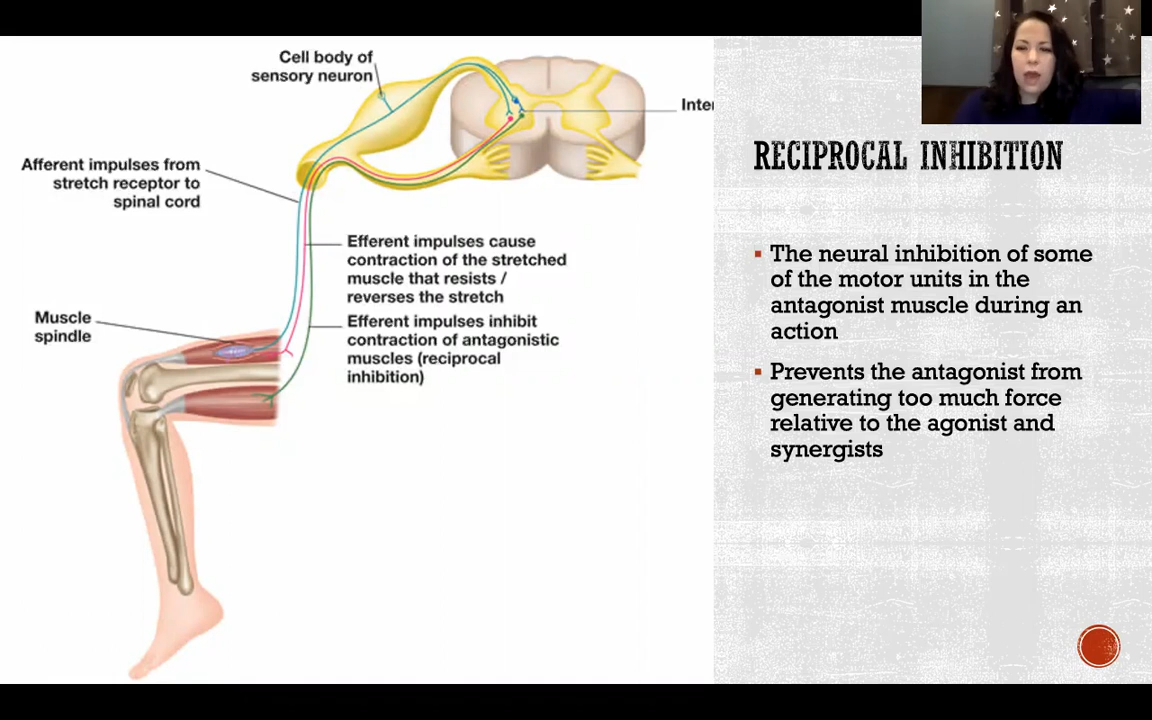 Cell body of
sensory neuron
Inter
Afferent impulses from
stretch receptor to
spinal cord
Efferent impulses cause
contraction of the stretched
muscle that resists /
reverses the stretch
Muscle
spindle
Efferent impulses inhibit
contraction of antagonistic
muscles (reciprocal
inhibition)
RECIPROCAL INHIBITION
▪ The neural inhibition of some
of the motor units in the
antagonist muscle during an
action
▪ Prevents the antagonist from
generating too much force
relative to the agonist and
synergists